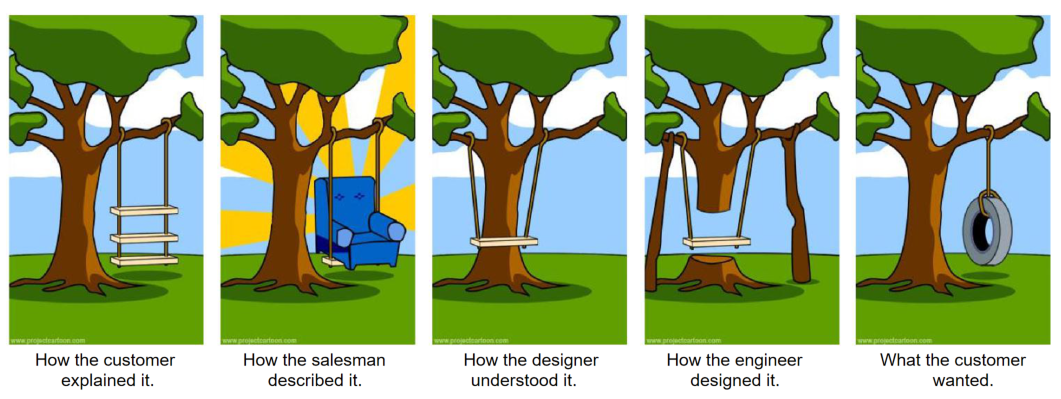 www.projectcartoon.com
www.projectcartoon.com
www.projectcartoon.com
www.projectcartoon.com
www.projectcartoon.com
How the customer
explained it.
How the salesman
described it.
How the designer
understood it.
How the engineer
designed it.
What the customer
wanted.